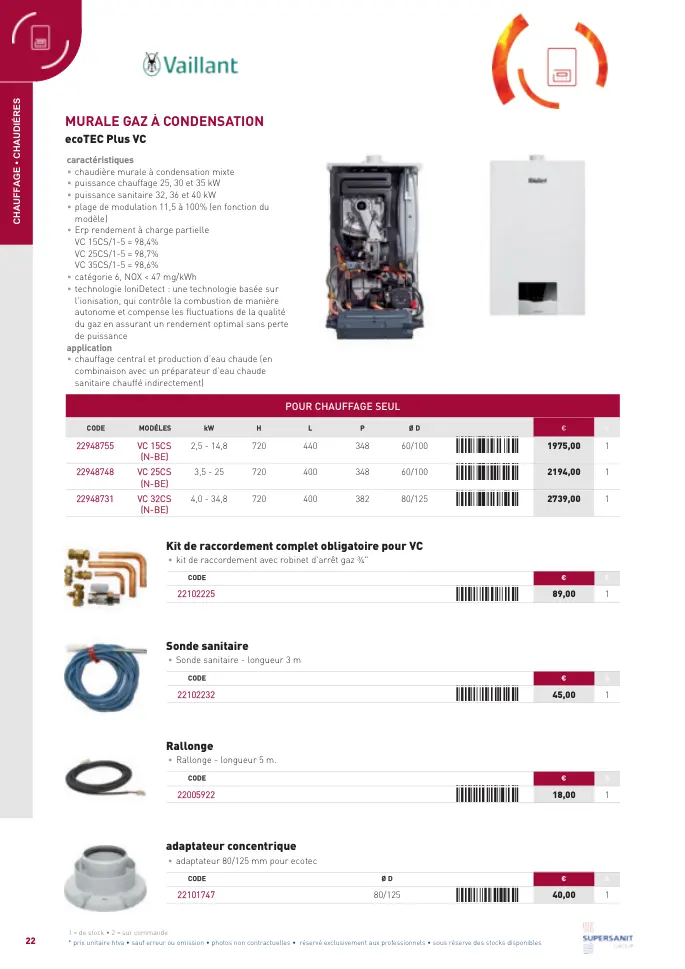 CHAUFFAGE • CHAUDIÈRES
Vaillant
MURALE GAZ À CONDENSATION
ecoTEC Plus VC
caractéristiques
• chaudière murale à condensation mixte
• puissance chauffage 25, 30 et 35 kW
• puissance sanitaire 32, 36 et 40 kW
• plage de modulation 11,5 à 100% (en fonction du
modèle)
• Erp rendement à charge partielle
VC 15CS/1-5 = 98,4%
VC 25CS/1-5 = 98,7%
VC 35CS/1-5 = 98,6%
• catégorie 6, NOX < 47 mg/kWh
• technologie IoniDetect : une technologie basée sur
l'ionisation, qui contrôle la combustion de manière
autonome et compense les fluctuations de la qualité
du gaz en assurant un rendement optimal sans perte
de puissance
application
• chauffage central et production d'eau chaude (en
combinaison avec un préparateur d'eau chaude
sanitaire chauffé indirectement)
Vaillant
POUR CHAUFFAGE SEUL
CODE MODÉLES kW H L P Ø D €
22948755 VC 15CS 2,5 - 14,8 720 440 348 60/100 1975,00 1
(N-BE)
22948748 VC 25CS 3,5 - 25 720 400 348 60/100 2194,00 1
(N-BE)
22948731 VC 32CS 4,0 - 34,8 720 400 382 80/125 2739,00 1
(N-BE)
Kit de raccordement complet obligatoire pour VC
• kit de raccordement avec robinet d'arrêt gaz ¾"
CODE €
22102225 89,00 1
Sonde sanitaire
• Sonde sanitaire - longueur 3 m
CODE €
22102232 45,00 1
Rallonge
• Rallonge - longueur 5 m.
CODE €
22005922 18,00 1
adaptateur concentrique
• adaptateur 80/125 mm pour ecotec
CODE Ø D €
22101747 80/125 40,00 1
1 = de stock • 2 = sur commande
22 * prix unitaire htva • sauf erreur ou omission • photos non contractuelles • réservé exclusivement aux professionnels • sous réserve des stocks disponibles
SUPERSANIT
GROUP